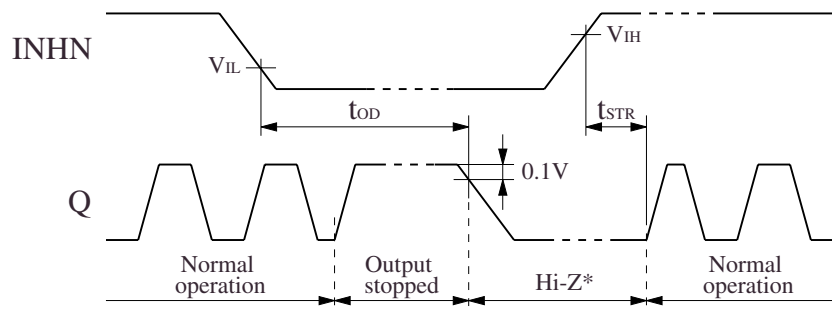 INHN
VIL
VIH
tOD
tSTR
0.1V
Q
Normal
operation
Output
stopped
Hi-Z*
Normal
operation